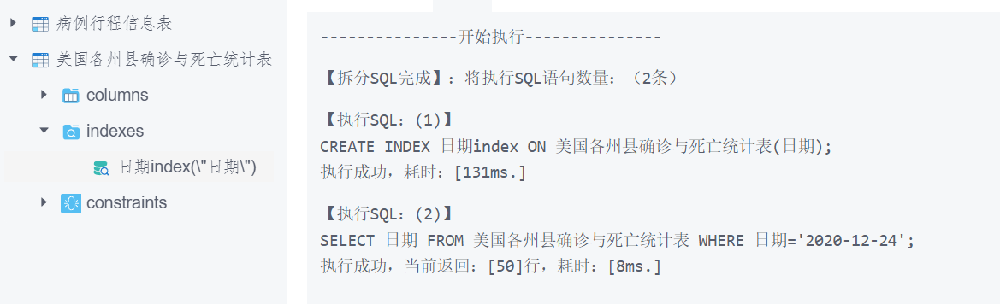 病例行程信息表
美国各州县确诊与死亡统计表
columns
indexes
日期index(\"日期\")
constraints
---------------开始执行---------------
【拆分SQL完成】：将执行SQL语句数量：（2条）
【执行SQL：(1)】
CREATE INDEX 日期index ON 美国各州县确诊与死亡统计表(日期);
执行成功，耗时：[131ms.]
【执行SQL：(2)】
SELECT 日期 FROM 美国各州县确诊与死亡统计表 WHERE 日期='2020-12-24';
执行成功，当前返回：[50]行，耗时：[8ms.]